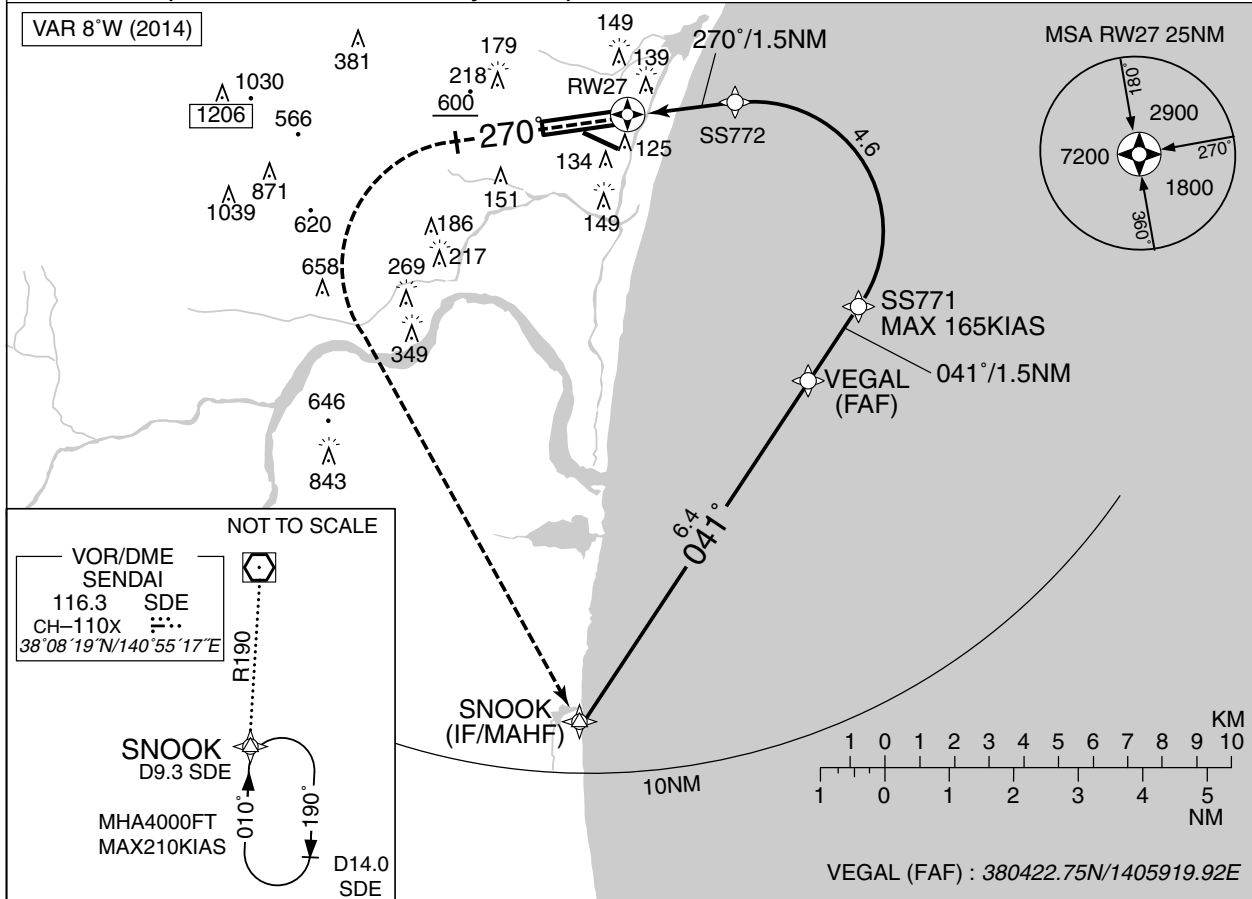 VAR 8°W (2014)
381
179
149
139
270°/1.5NM
MSA RW27 25NM
1030
218
RW27
1206
600
566
270°
SS772
180°
2900
7200
270°
1800
360°
4.6
134
125
871
1039
151
149
620
186
217
658
269
349
SS771
MAX 165KIAS
041°/1.5NM
VEGAL
(FAF)
646
843
6.4
041°
NOT TO SCALE
VOR/DME
SENDAI
116.3 SDE
CH–110X
38°08´19˝N/140°55´17˝E
R190
SNOOK
D9.3 SDE
010°
190°
MHA4000FT
MAX210KIAS
D14.0
SDE
SNOOK
(IF/MAHF)
10NM
KM
1 0 1 2 3 4 5 6 7 8 9 10
1 0 1 2 3 4 5
NM
VEGAL (FAF) : 380422.75N/1405919.92E